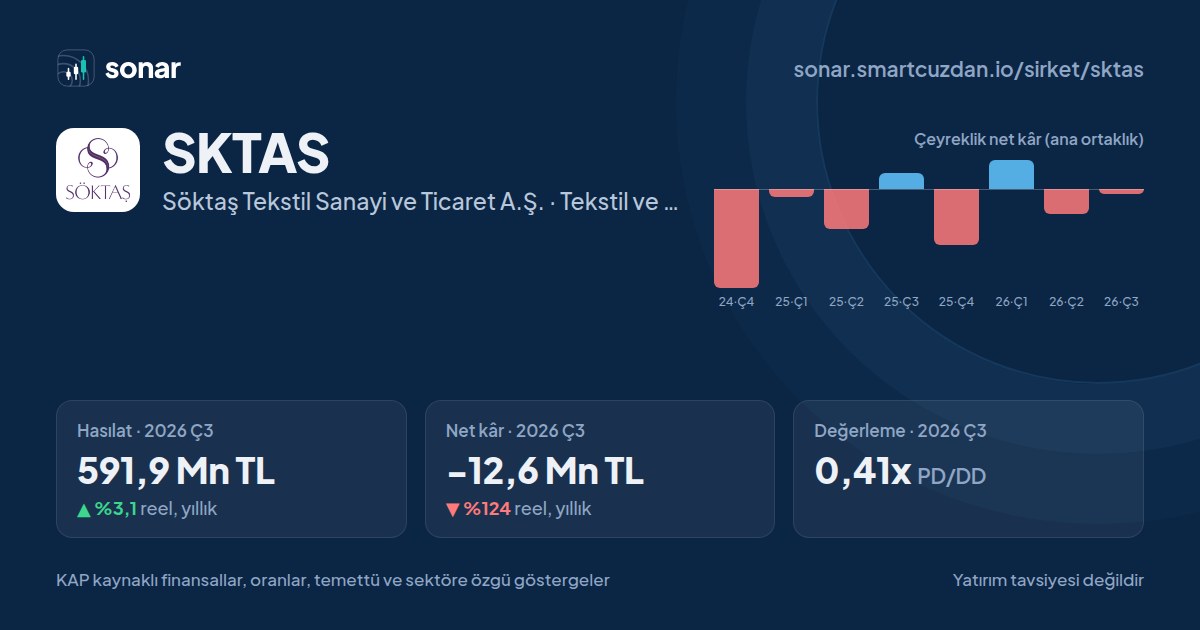 sonar
sonar.smartcuzdan.io/sirket/sktas
SÖKTAŞ
SKTAS
Söktaş Tekstil Sanayi ve Ticaret A.Ş. · Tekstil ve ...
Çeyreklik net kâr (ana ortaklık)
24·Ç4 25·Ç1 25·Ç2 25·Ç3 25·Ç4 26·Ç1 26·Ç2 26·Ç3
Hasılat · 2026 Ç3
591,9 Mn TL
▲ %3,1 reel, yıllık
Net kâr · 2026 Ç3
−12,6 Mn TL
▼ %124 reel, yıllık
Değerleme · 2026 Ç3
0,41x PD/DD
KAP kaynaklı finansallar, oranlar, temettü ve sektöre özgü göstergeler
Yatırım tavsiyesi değildir